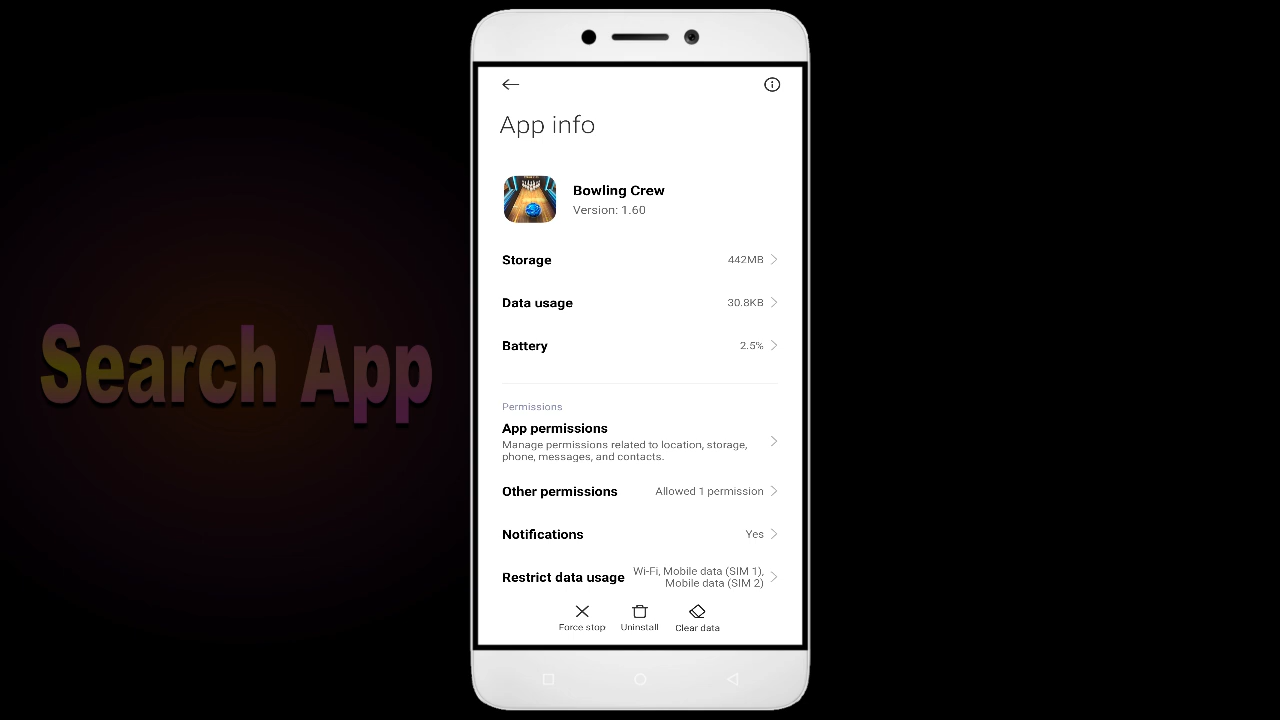 Search App
App info
Bowling Crew
Version: 1.60
Storage 442MB
Data usage 30.8KB
Battery 2.5%
Permissions
App permissions
Manage permissions related to location, storage,
phone, messages, and contacts.
Other permissions Allowed 1 permission
Notifications Yes
Restrict data usage Wi-Fi, Mobile data (SIM 1),
Mobile data (SIM 2)
Force stop Uninstall Clear data